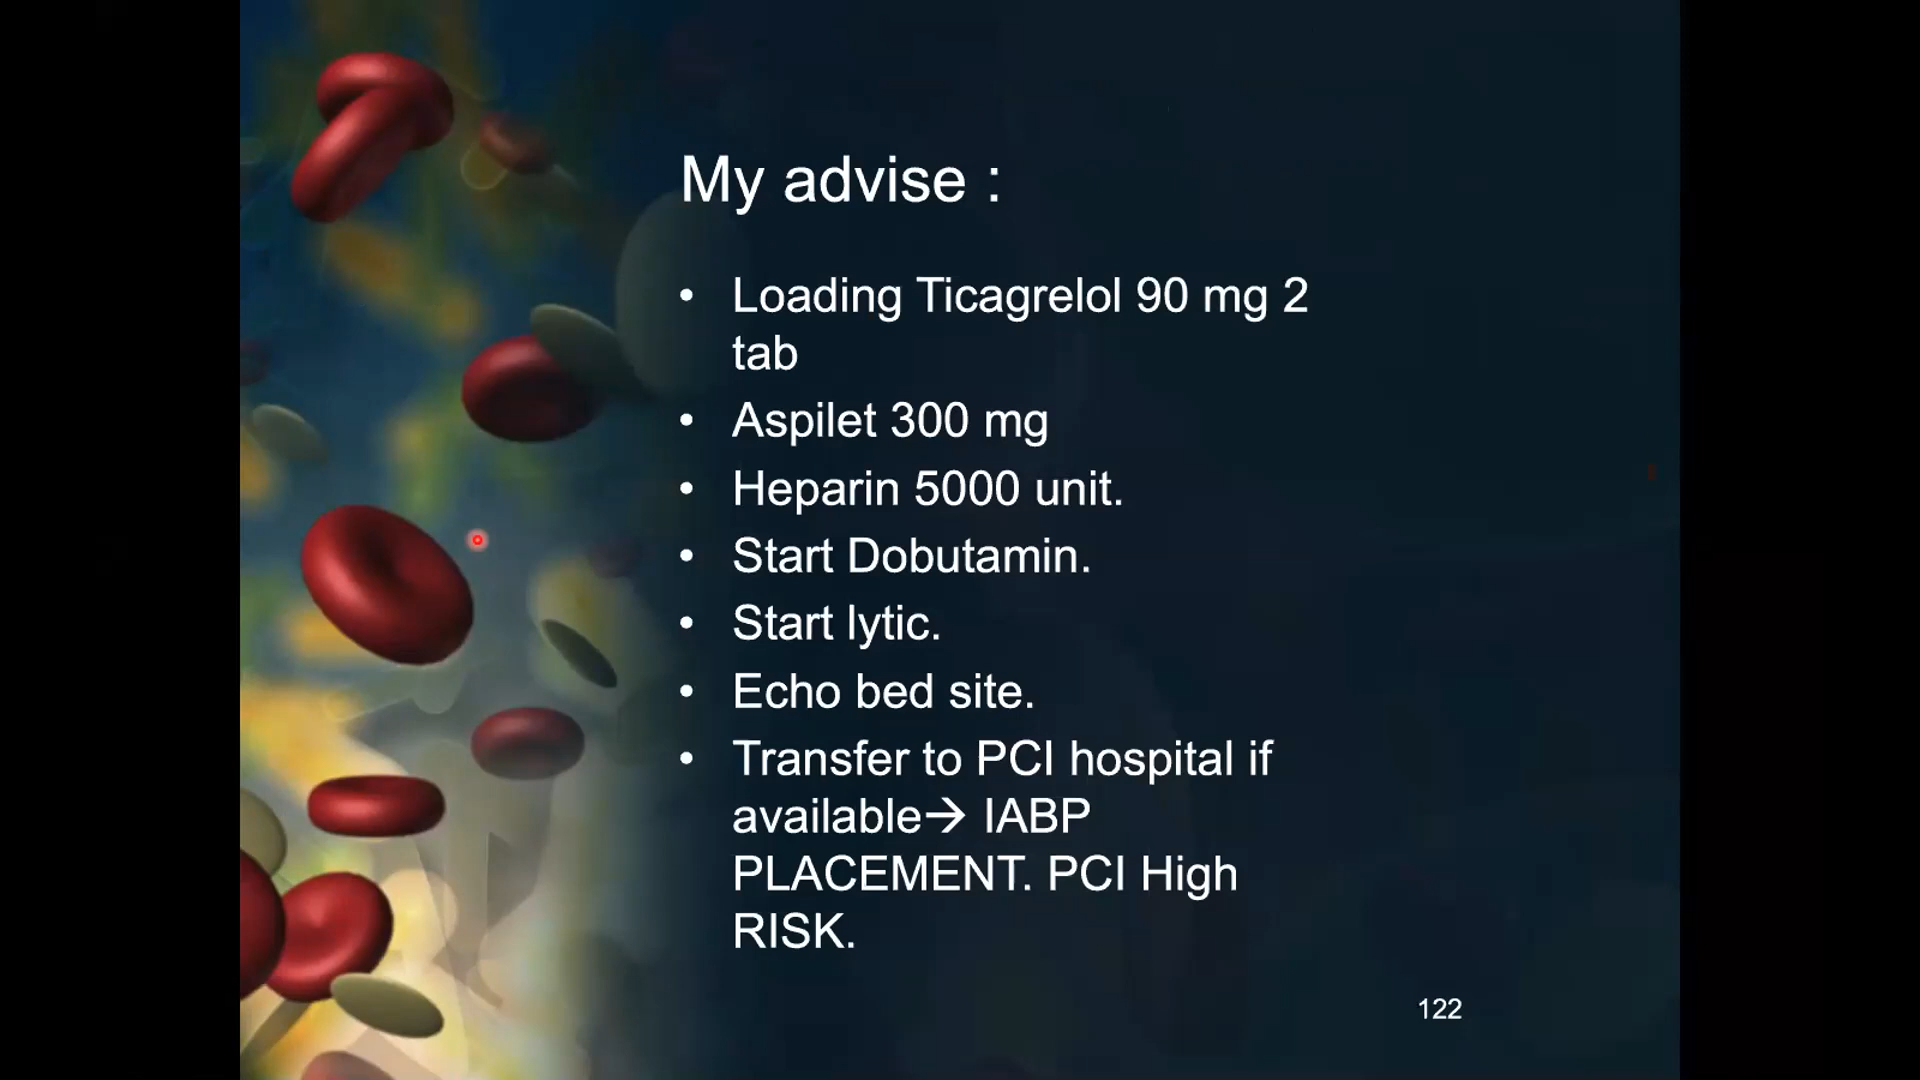 My advise :
• Loading Ticagrelol 90 mg 2
tab
• Aspilet 300 mg
• Heparin 5000 unit.
• Start Dobutamin.
• Start lytic.
• Echo bed site.
• Transfer to PCI hospital if
available→ IABP
PLACEMENT. PCI High
RISK.
122